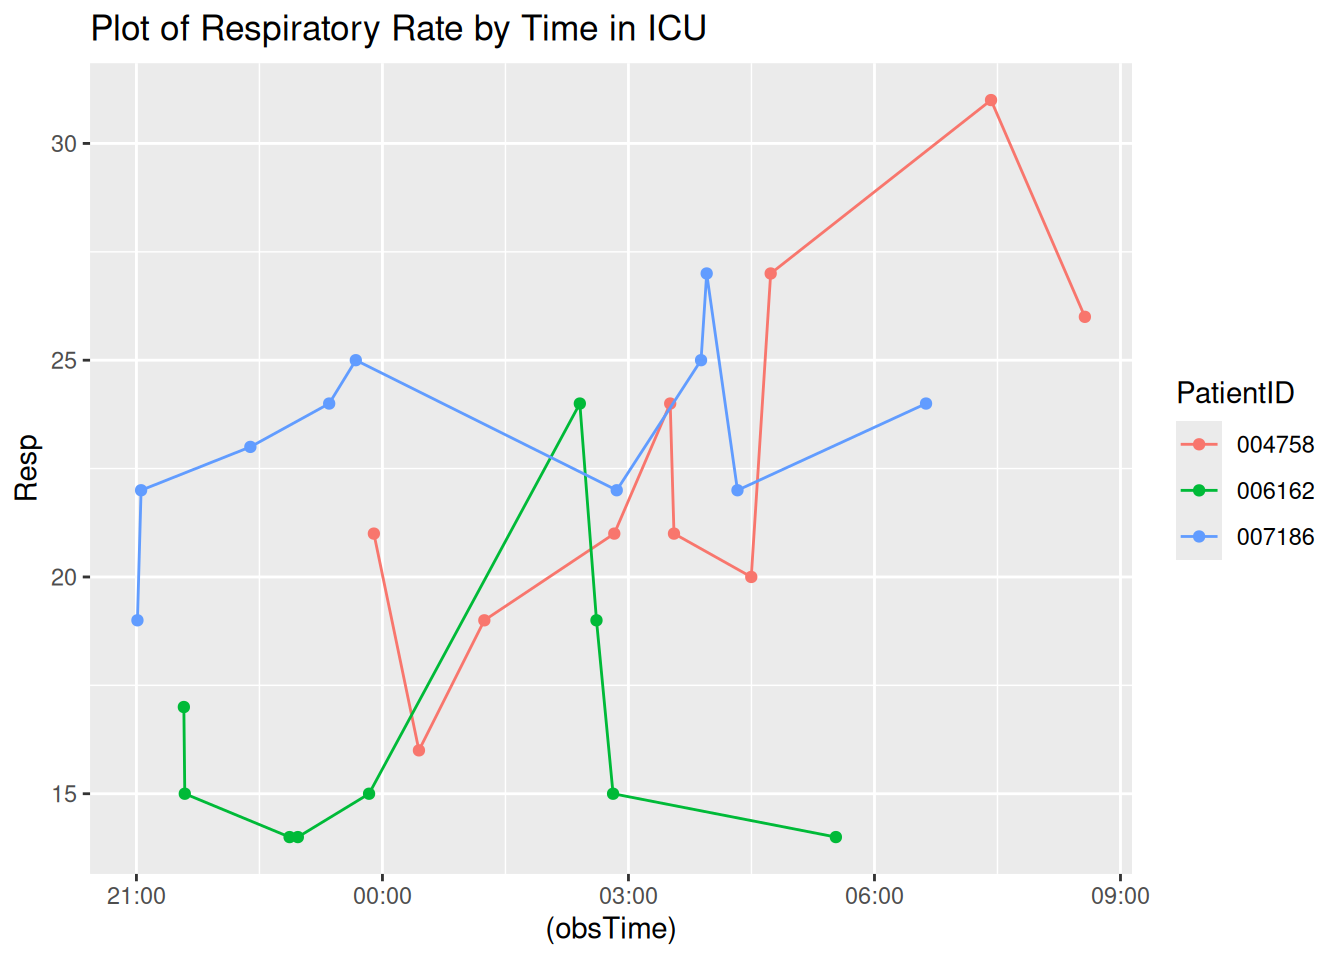 Plot of Respiratory Rate by Time in ICU
30
25
20
15
Resp
21:00 00:00 03:00 06:00 09:00
(obsTime)
PatientID
004758
006162
007186